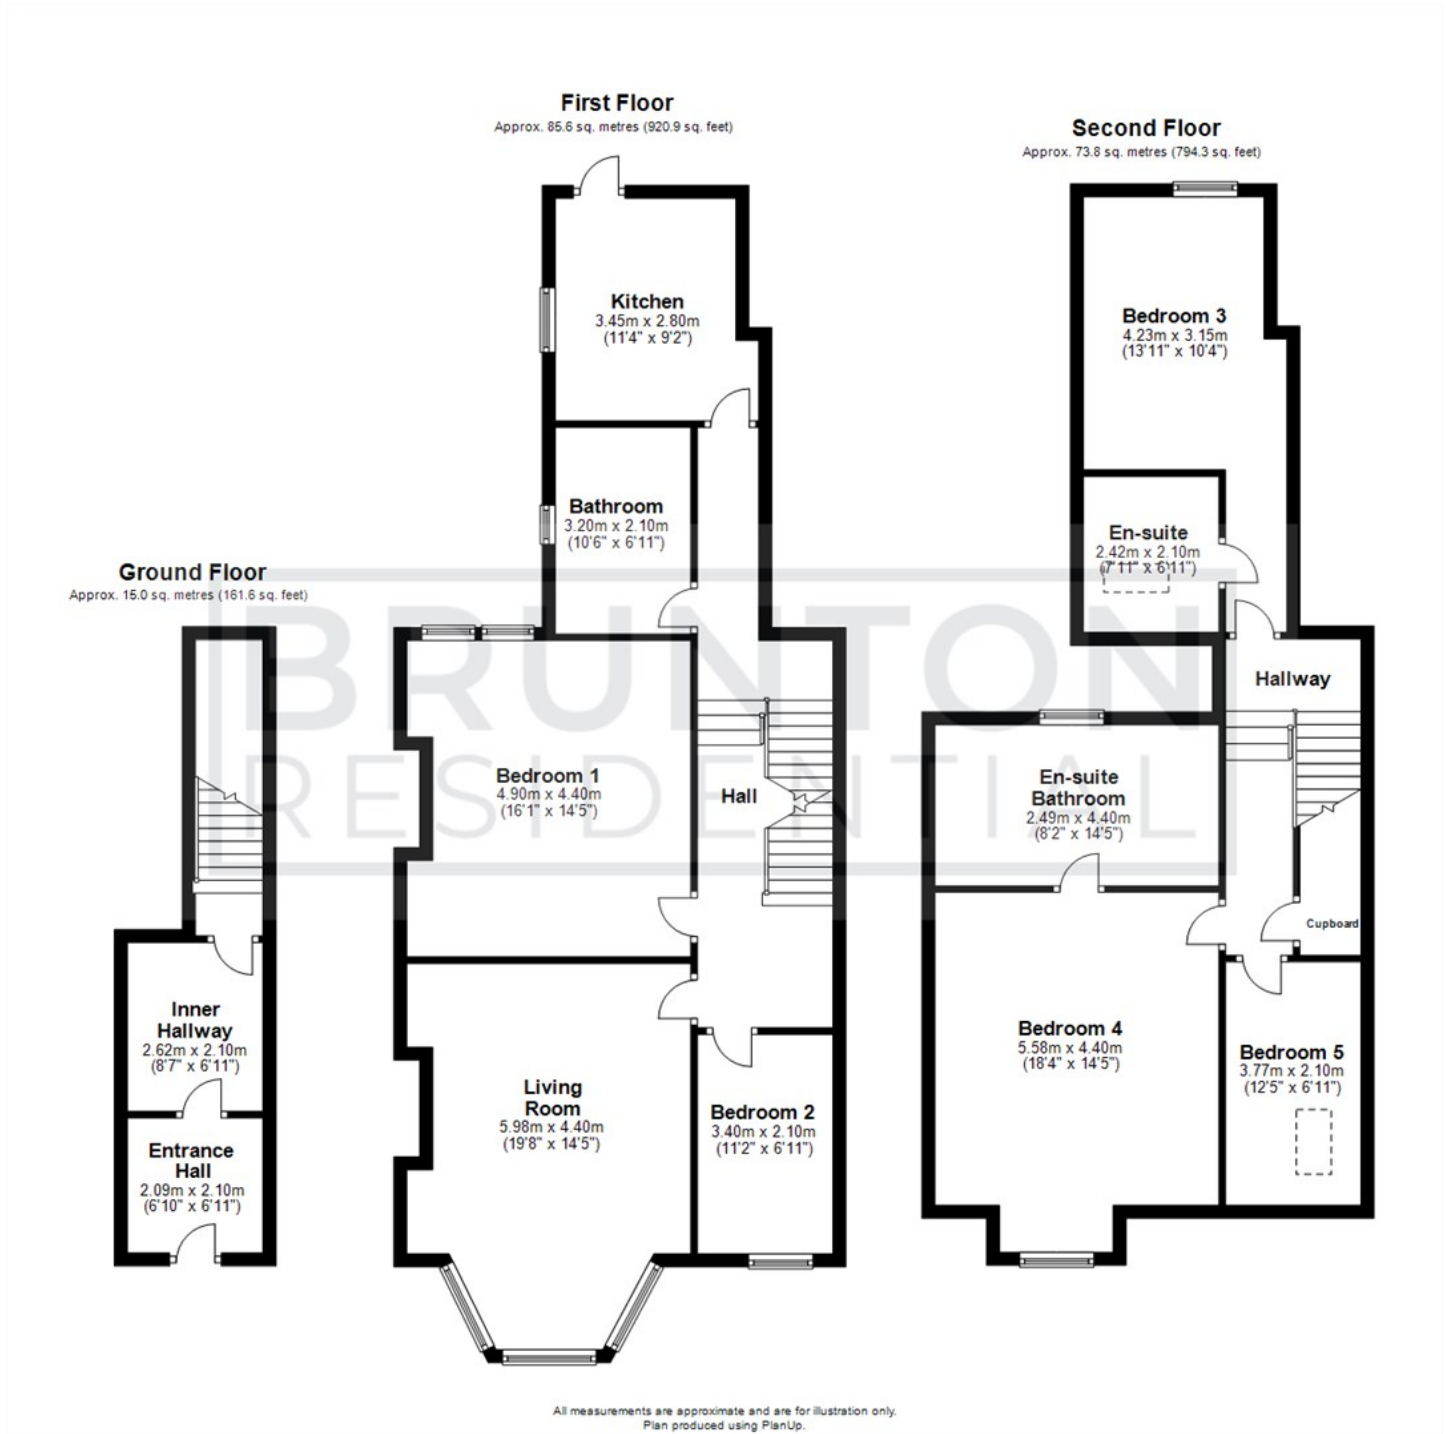 First Floor
Approx. 85.6 sq. metres (920.9 sq. feet)
Kitchen
3.45m x 2.80m
(11'4" x 9'2")
Bathroom
3.20m x 2.10m
(10'6" x 6'11")
Bedroom 1
4.90m x 4.40m
(16'1" x 14'5")
Hall
Living
Room
5.98m x 4.40m
(19'8" x 14'5")
Bedroom 2
3.40m x 2.10m
(11'2" x 6'11")
Second Floor
Approx. 73.8 sq. metres (794.3 sq. feet)
Bedroom 3
4.23m x 3.15m
(13'11" x 10'4")
En-suite
2.42m x 2.10m
(7'11" x 6'11")
Hallway
En-suite
Bathroom
2.49m x 4.40m
(8'2" x 14'5")
Cupboard
Bedroom 4
5.58m x 4.40m
(18'4" x 14'5")
Bedroom 5
3.77m x 2.10m
(12'5" x 6'11")
Ground Floor
Approx. 15.0 sq. metres (161.6 sq. feet)
Inner
Hallway
2.62m x 2.10m
(8'7" x 6'11")
Entrance
Hall
2.09m x 2.10m
(6'10" x 6'11")
BRUNTON
RESIDENTIAL
All measurements are approximate and are for illustration only.
Plan produced using PlanUp.